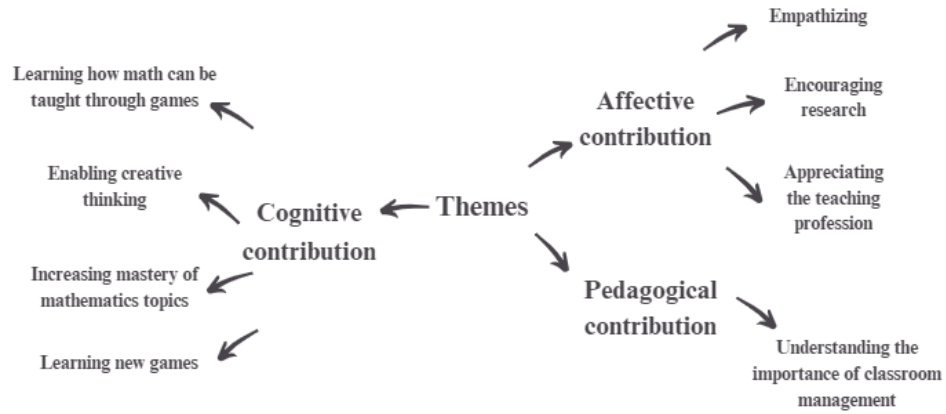 Themes
Cognitive
contribution
Learning how math can be
taught through games
Enabling creative
thinking
Increasing mastery of
mathematics topics
Learning new games
Affective
contribution
Empathizing
Encouraging
research
Appreciating
the teaching
profession
Pedagogical
contribution
Understanding the
importance of classroom
management